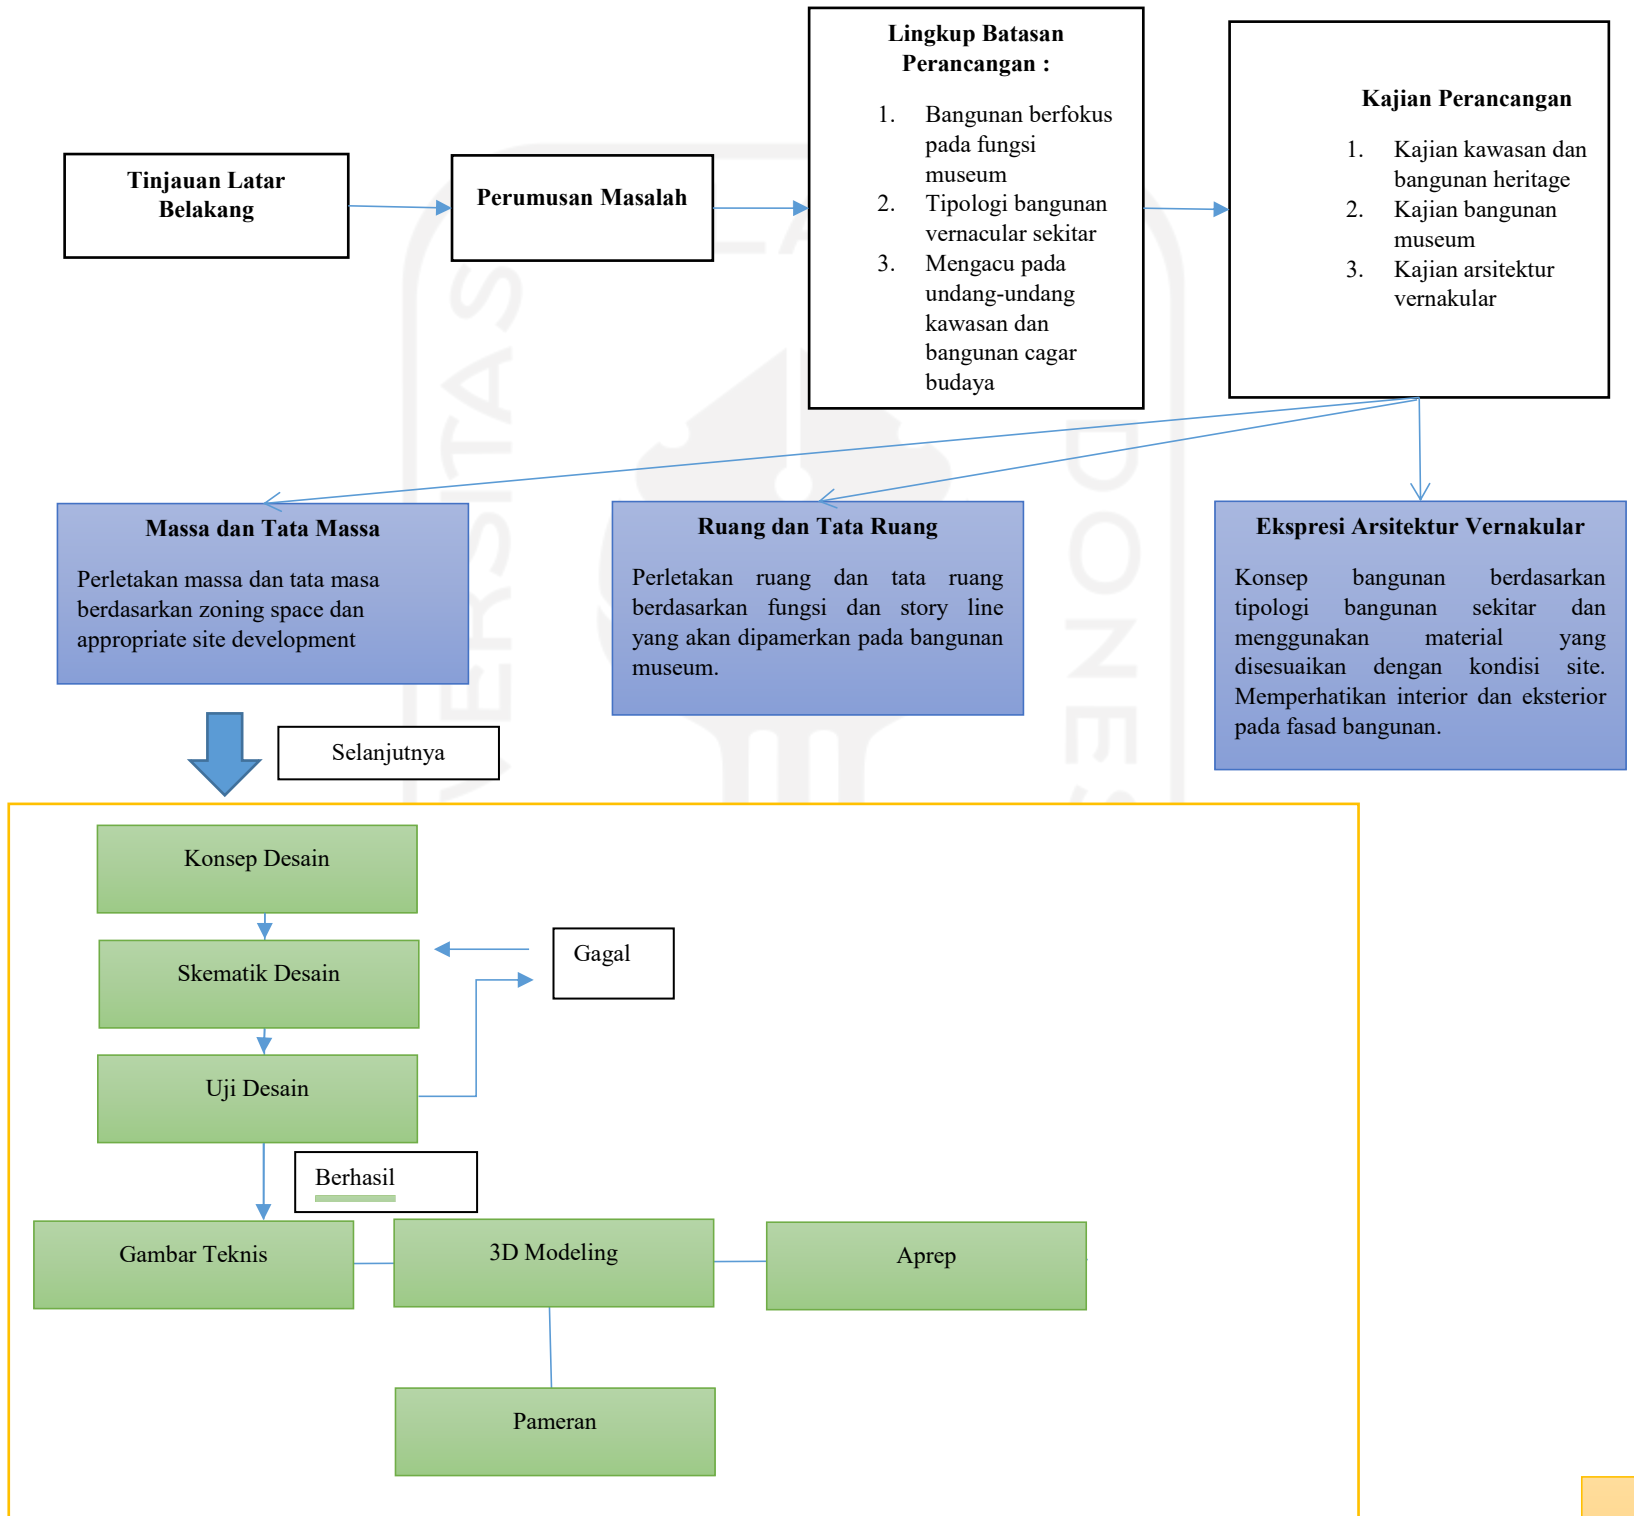 Tinjauan Latar
Belakang
Perumusan Masalah
Lingkup Batasan
Perancangan :
1. Bangunan berfokus
pada fungsi
museum
2. Tipologi bangunan
vernacular sekitar
3. Mengacu pada
undang-undang
kawasan dan
bangunan cagar
budaya
Kajian Perancangan
1. Kajian kawasan dan
bangunan heritage
2. Kajian bangunan
museum
3. Kajian arsitektur
vernakular
Massa dan Tata Massa
Perletakan massa dan tata masa
berdasarkan zoning space dan
appropriate site development
Ruang dan Tata Ruang
Perletakan ruang dan tata ruang
berdasarkan fungsi dan story line
yang akan dipamerkan pada bangunan
museum.
Ekspresi Arsitektur Vernakular
Konsep bangunan berdasarkan
tipologi bangunan sekitar dan
menggunakan material yang
disesuaikan dengan kondisi site.
Memperhatikan interior dan eksterior
pada fasad bangunan.
Selanjutnya
Konsep Desain
Skematik Desain
Gagal
Uji Desain
Berhasil
Gambar Teknis
3D Modeling
Aprep
Pameran